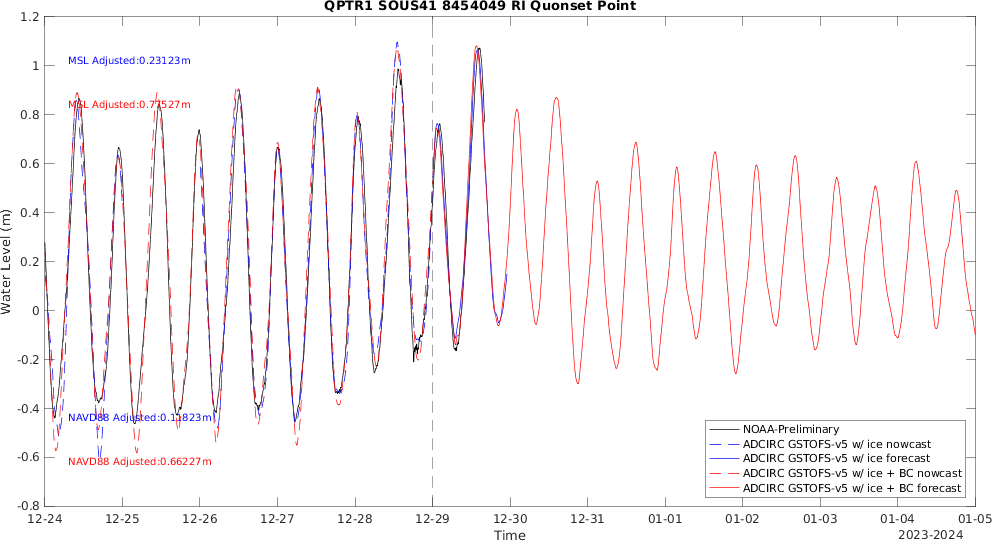 QPTR1 SOUS41 8454049 RI Quonset Point
1.2
1
0.8
0.6
0.4
0.2
0
-0.2
-0.4
-0.6
-0.8
Water Level (m)
MSL Adjusted:0.23123m
MSL Adjusted:0.77527m
NAVD88 Adjusted:0.11823m
NAVD88 Adjusted:0.66227m
NOAA-Preliminary
ADCIRC GSTOFS-v5 w/ ice nowcast
ADCIRC GSTOFS-v5 w/ ice forecast
ADCIRC GSTOFS-v5 w/ ice + BC nowcast
ADCIRC GSTOFS-v5 w/ ice + BC forecast
12-24 12-25 12-26 12-27 12-28 12-29 12-30 12-31 01-01 01-02 01-03 01-04 01-05
Time
2023-2024